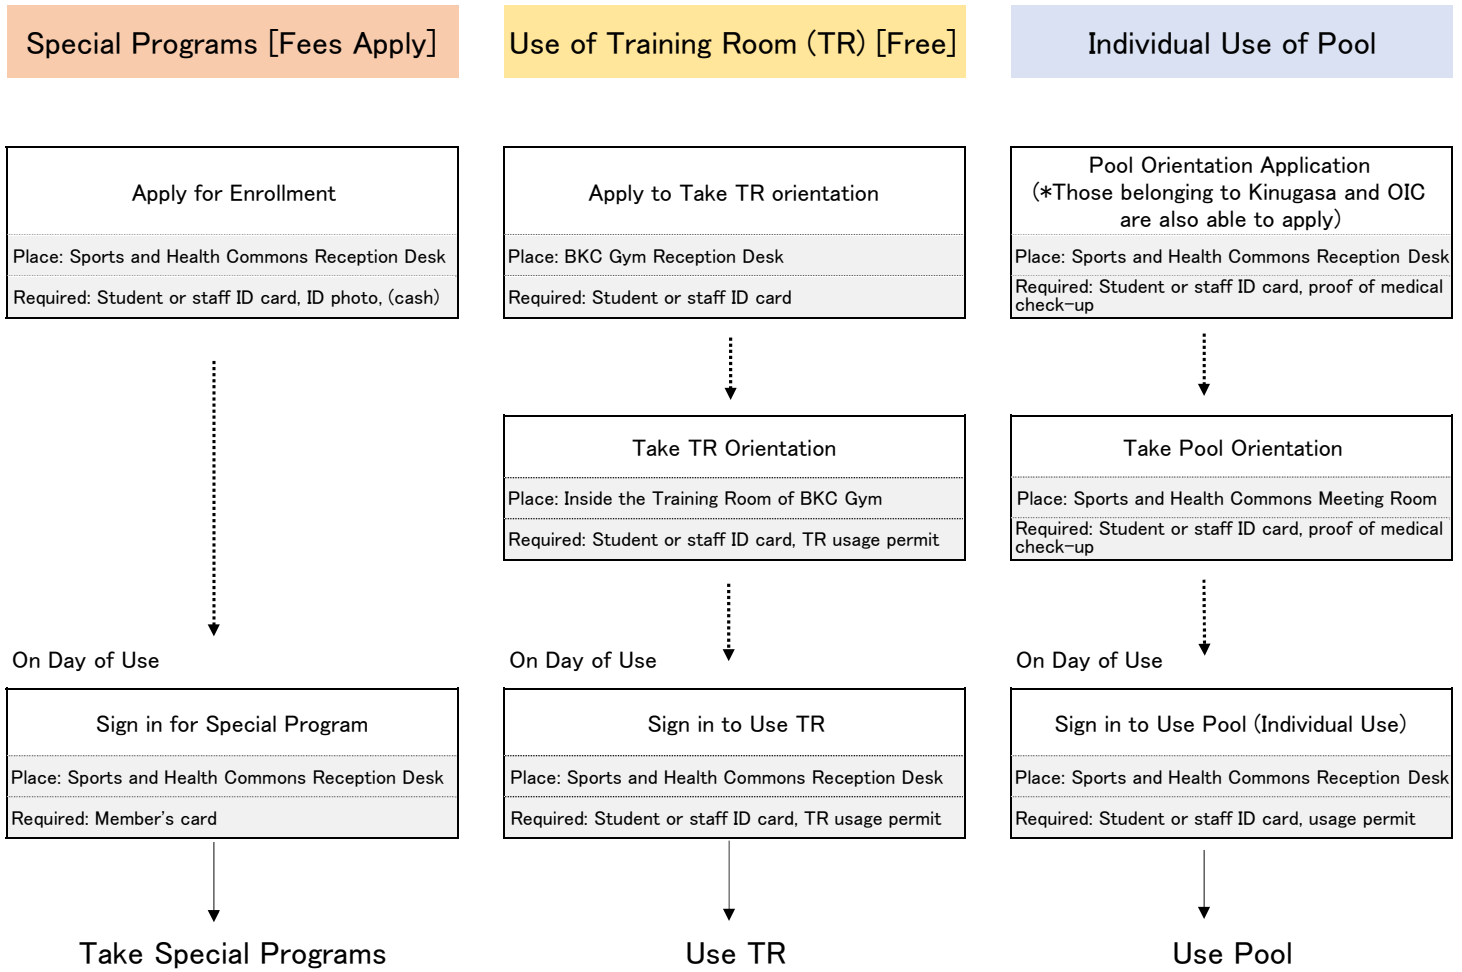 Special Programs [Fees Apply]
Apply for Enrollment
Place: Sports and Health Commons Reception Desk
Required: Student or staff ID card, ID photo, (cash)
On Day of Use
Sign in for Special Program
Place: Sports and Health Commons Reception Desk
Required: Member's card
Take Special Programs
Use of Training Room (TR) [Free]
Apply to Take TR orientation
Place: BKC Gym Reception Desk
Required: Student or staff ID card
Take TR Orientation
Place: Inside the Training Room of BKC Gym
Required: Student or staff ID card, TR usage permit
On Day of Use
Sign in to Use TR
Place: Sports and Health Commons Reception Desk
Required: Student or staff ID card, TR usage permit
Use TR
Individual Use of Pool
Pool Orientation Application
(*Those belonging to Kinugasa and OIC
are also able to apply)
Place: Sports and Health Commons Reception Desk
Required: Student or staff ID card, proof of medical
check-up
Take Pool Orientation
Place: Sports and Health Commons Meeting Room
Required: Student or staff ID card, proof of medical
check-up
On Day of Use
Sign in to Use Pool (Individual Use)
Place: Sports and Health Commons Reception Desk
Required: Student or staff ID card, usage permit
Use Pool